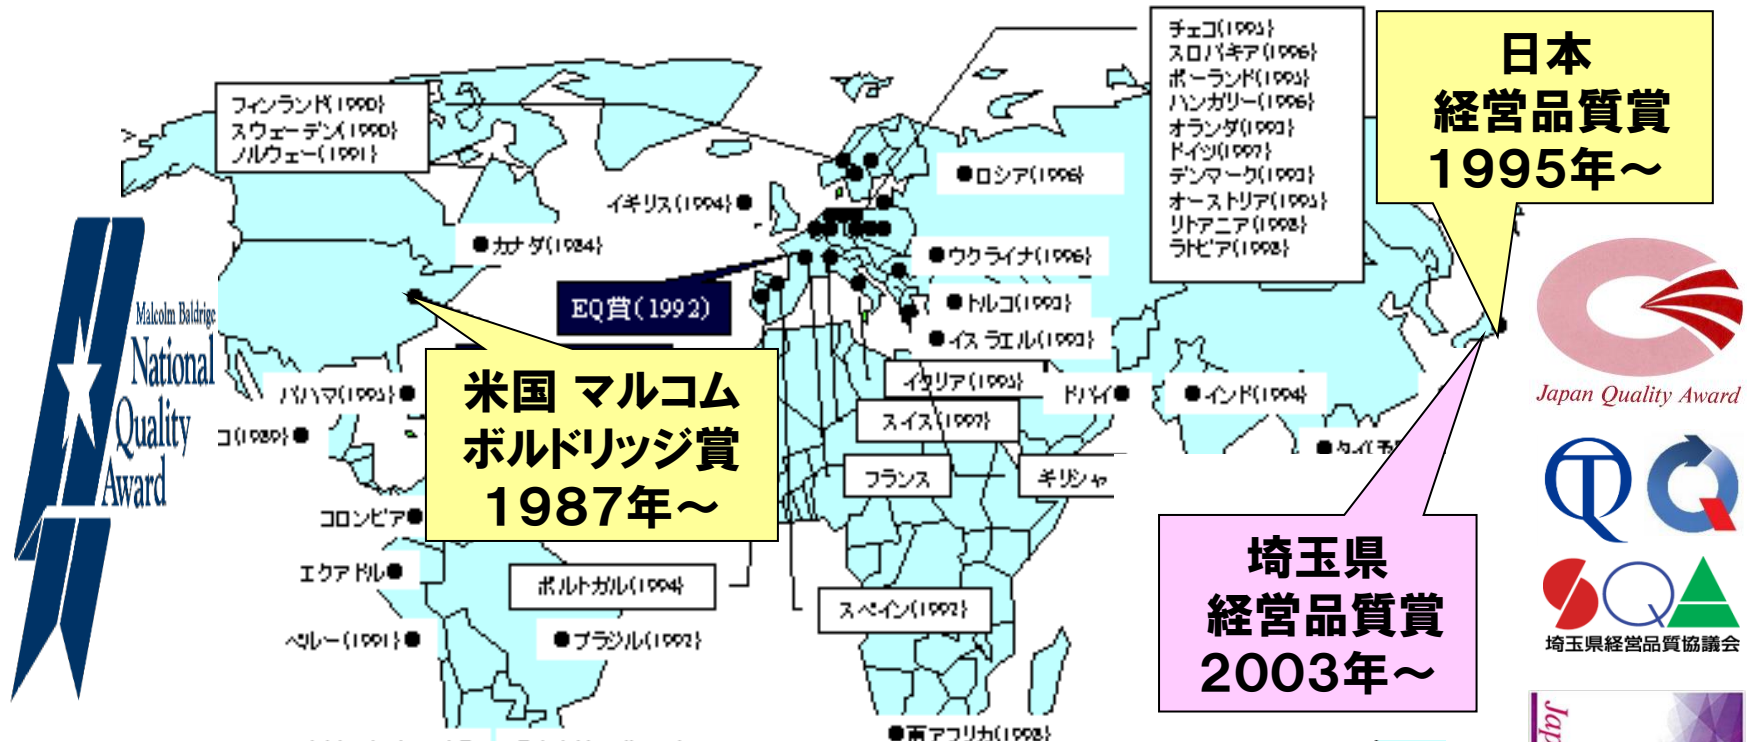 フィンランド(1990)
スウェーデン(1990)
ノルウェー(1991)
チェコ(1995)
スロバキア(1996)
ポーランド(1995)
ハンガリー(1996)
オランダ(1993)
ドイツ(1997)
デンマーク(1993)
オーストリア(1995)
リトアニア(1998)
ラトビア(1998)
日本
経営品質賞
1995年～
●ロシア(1996)
イギリス(1994)●
●カナダ(1984)
●ウクライナ(1996)
EQ賞(1992)
●トルコ(1993)
●イスラエル(1993)
Malcolm Baldrige
National
Quality
Award
米国 マルコム
ボルドリッジ賞
1987年～
イタリア(1995)
バハマ(1995)●
ドバイ●
●インド(1994)
Japan Quality Award
スイス(1997)
コ(1989)●
●タイ(予
フランス
ギリシャ
コロンビア●
エクアドル●
ポルトガル(1994)
スペイン(1992)
埼玉県
経営品質賞
2003年～
SQA
埼玉県経営品質協議会
ペルー(1991)●
●ブラジル(1992)
●南アフリカ(1998)
Jap